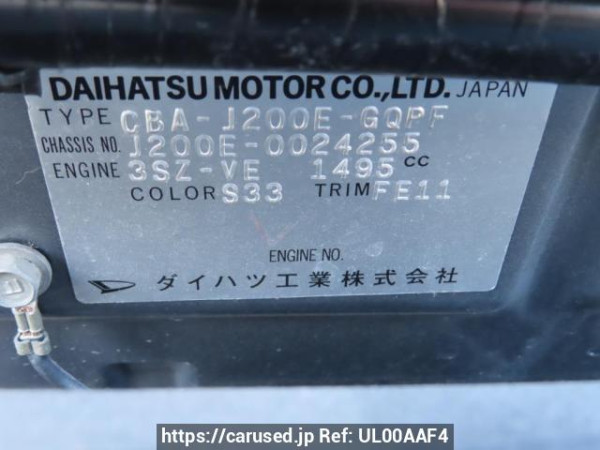 DAIHATSU MOTOR CO.,LTD. JAPAN
TYPE CBA-J200E-GQPF
CHASSIS NO. J200E-0024255
ENGINE 3SZ-VE 1495 CC
COLOR S33 TRIM FE11
ENGINE NO.
ダイハツ工業株式会社
https://carused.jp Ref: UL00AAF4